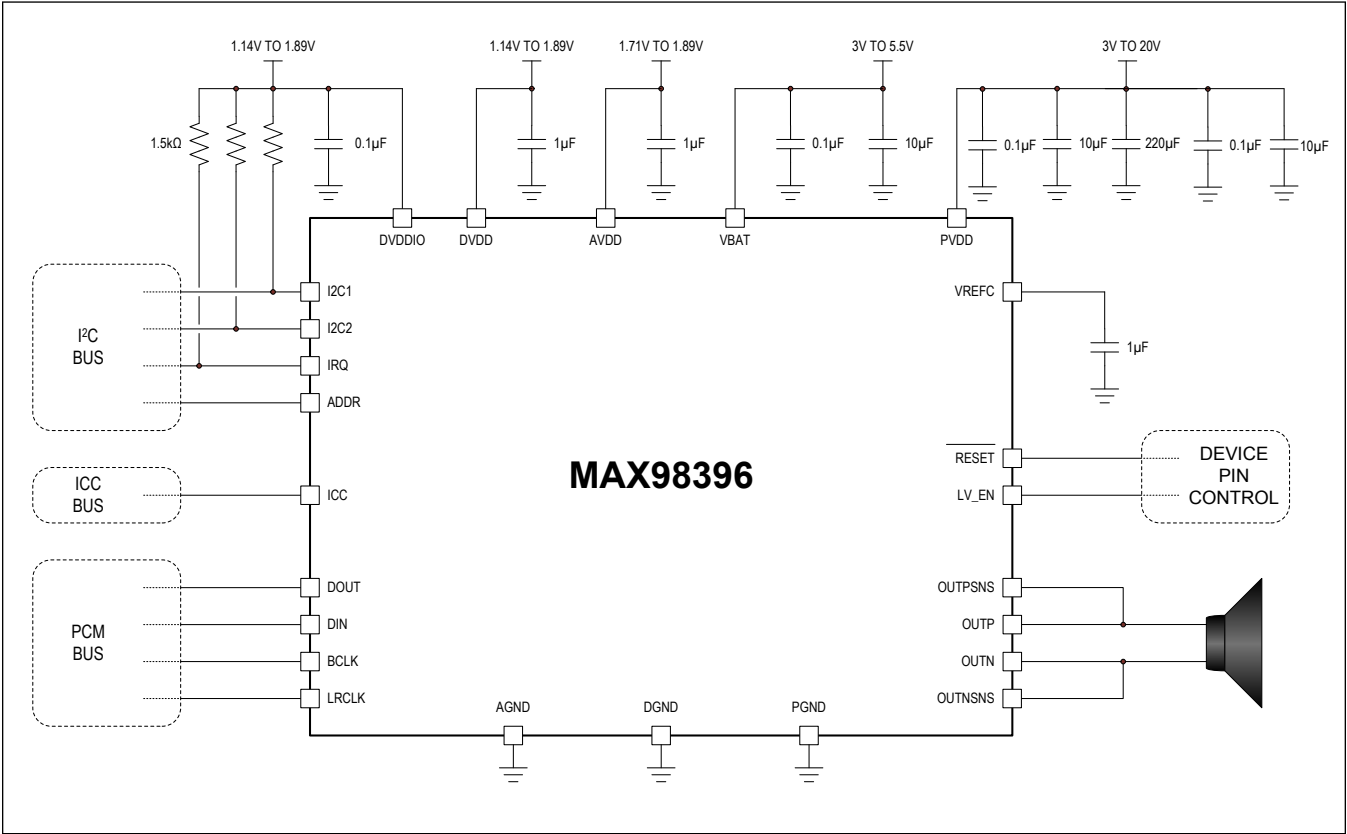 1.14V TO 1.89V
1.14V TO 1.89V
1.71V TO 1.89V
3V TO 5.5V
3V TO 20V
1.5kΩ
0.1µF
1µF
1µF
0.1µF
10µF
0.1µF
10µF
220µF
0.1µF
10µF
DVDDIO
DVDD
AVDD
VBAT
PVDD
I²C
BUS
I2C1
I2C2
IRQ
ADDR
VREFC
1µF
ICC
BUS
ICC
MAX98396
RESET
LV_EN
DEVICE
PIN
CONTROL
PCM
BUS
DOUT
DIN
BCLK
LRCLK
OUTPSNS
OUTP
OUTN
OUTNSNS
AGND
DGND
PGND